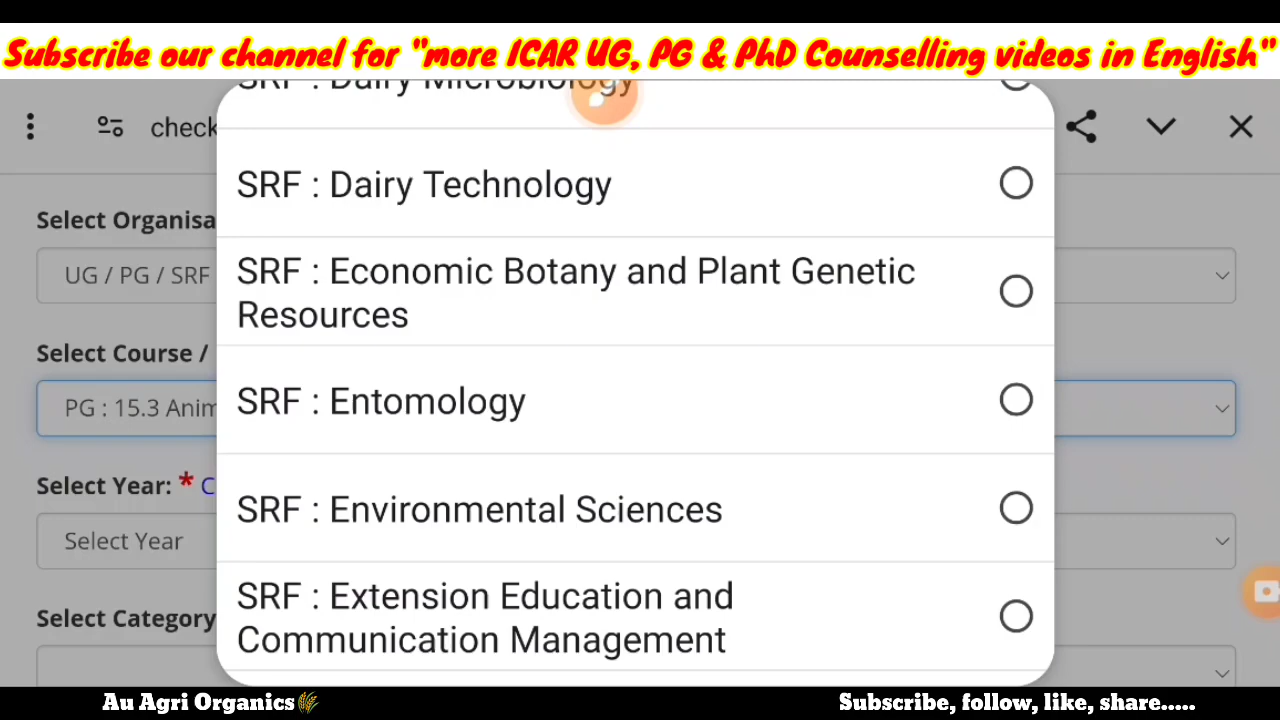 Subscribe our channel for "more ICAR UG, PG & PhD Counselling videos in English"
SRF : Dairy Microbiology
check
SRF : Dairy Technology
Select Organisa
UG / PG / SRF
SRF : Economic Botany and Plant Genetic
Resources
Select Course /
PG : 15.3 Anim
SRF : Entomology
Select Year: * C
SRF : Environmental Sciences
Select Year
SRF : Extension Education and
Communication Management
Select Category
Au Agri Organics🌾
Subscribe, follow, like, share.....